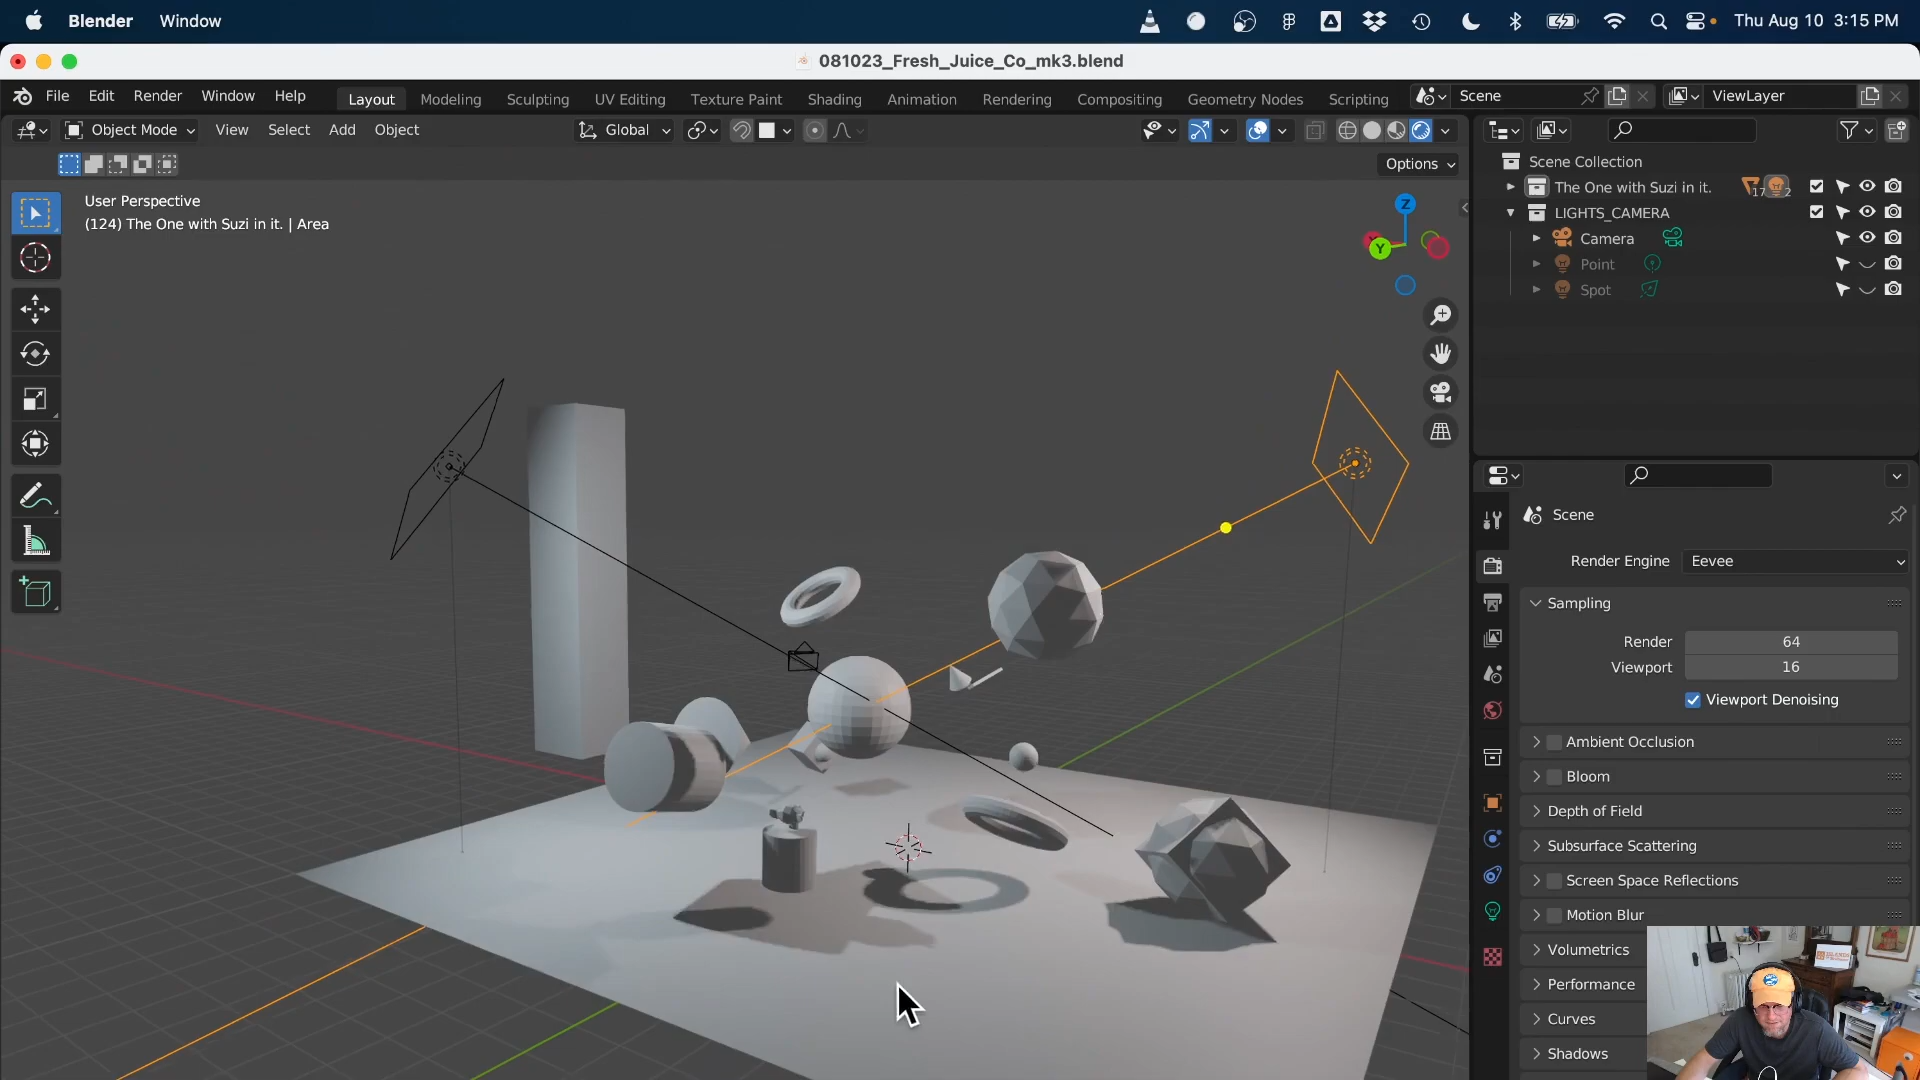 Blender Window Thu Aug 10 3:15 PM
081023_Fresh_Juice_Co_mk3.blend
File Edit Render Window Help Layout Modeling Sculpting UV Editing Texture Paint Shading Animation Rendering Compositing Geometry Nodes Scripting Scene ViewLayer
Object Mode View Select Add Object Global
Options
User Perspective
(124) The One with Suzi in it. | Area
Z
Y
Scene Collection
The One with Suzi in it. 17 2
LIGHTS_CAMERA
Camera
Point
Spot
Scene
Render Engine Eevee
Sampling
Render 64
Viewport 16
Viewport Denoising
Ambient Occlusion
Bloom
Depth of Field
Subsurface Scattering
Screen Space Reflections
Motion Blur
Volumetrics
Performance
Curves
Shadows